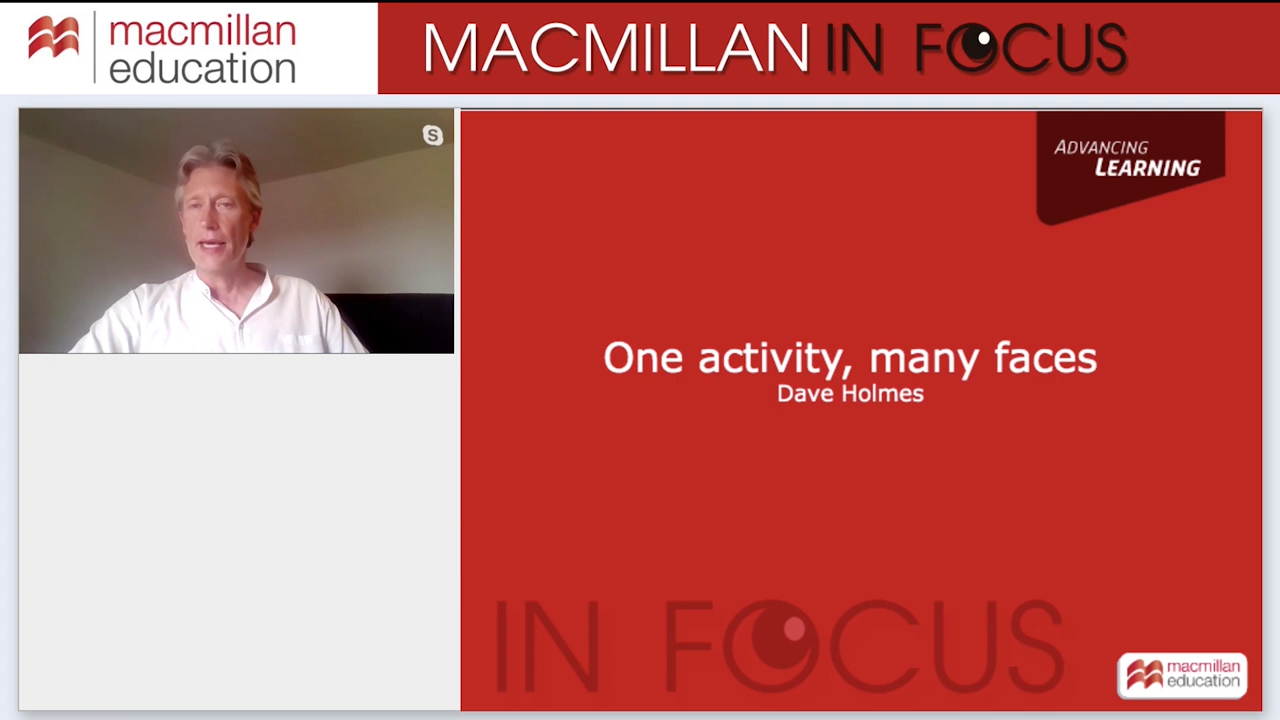 macmillan
education
MACMILLAN IN FOCUS
S
ADVANCING
LEARNING
One activity, many faces
Dave Holmes
IN FOCUS
macmillan
education